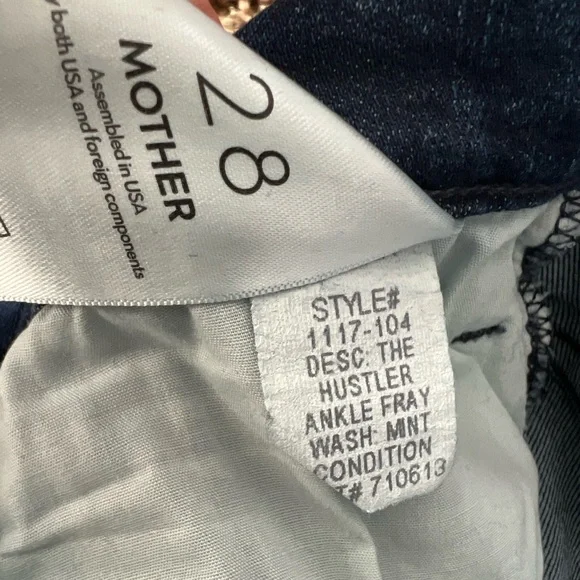 28
MOTHER
Assembled in USA
both USA and foreign components
STYLE#
1117-104
DESC: THE
HUSTLER
ANKLE FRAY
WASH: MINT
CONDITION
# 710613